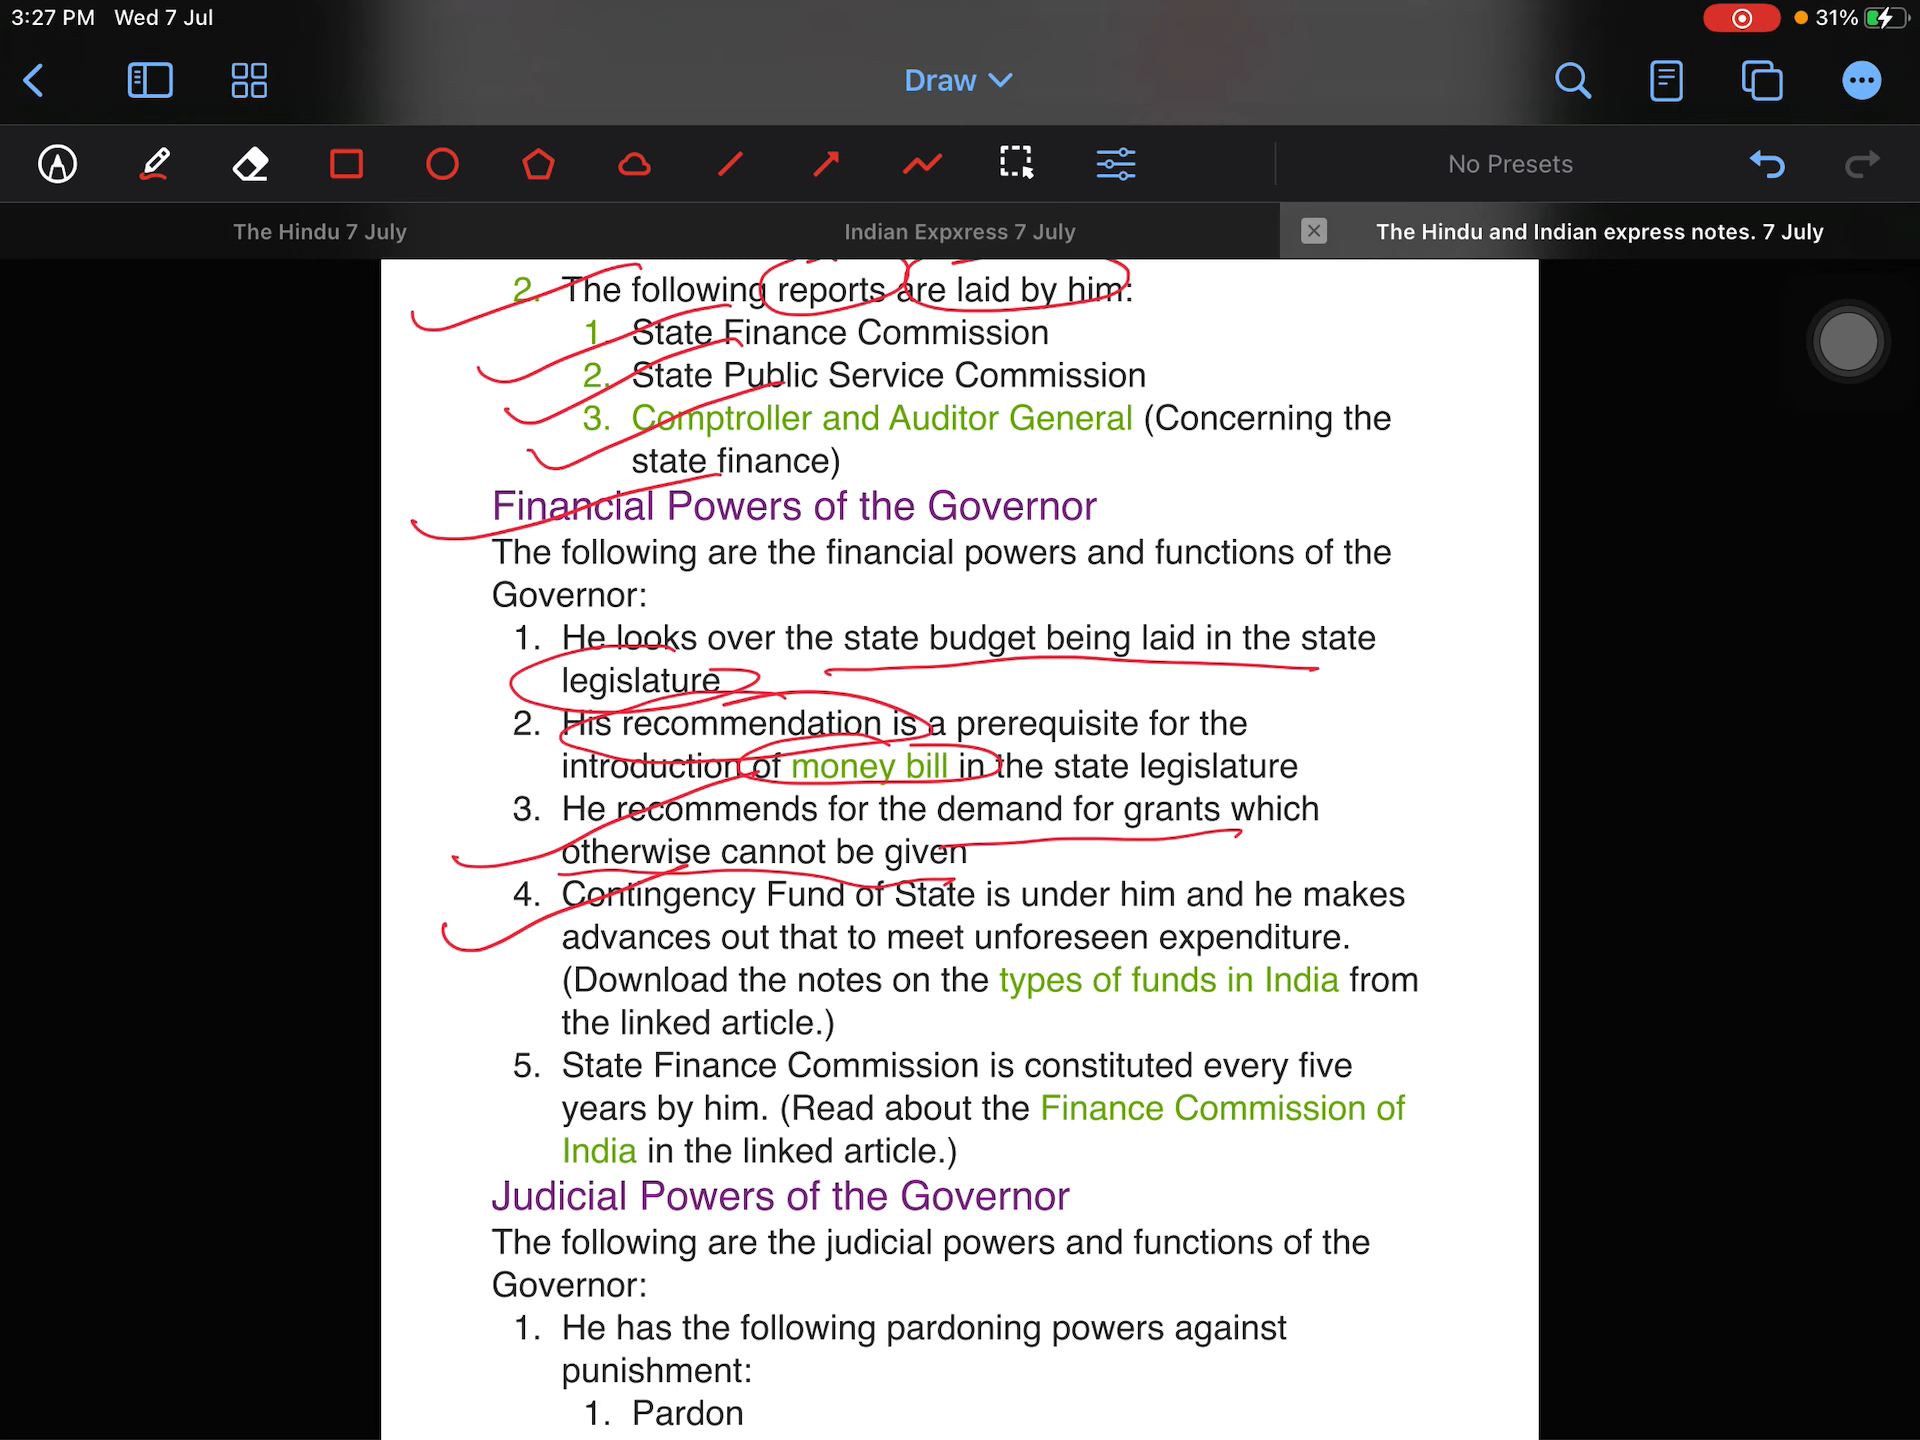 3:27 PM Wed 7 Jul
31%
Draw
No Presets
The Hindu 7 July
Indian Expxress 7 July
The Hindu and Indian express notes. 7 July
2. The following reports are laid by him:
1. State Finance Commission
2. State Public Service Commission
3. Comptroller and Auditor General (Concerning the
state finance)
Financial Powers of the Governor
The following are the financial powers and functions of the
Governor:
1. He looks over the state budget being laid in the state
legislature
2. His recommendation is a prerequisite for the
introduction of money bill in the state legislature
3. He recommends for the demand for grants which
otherwise cannot be given
4. Contingency Fund of State is under him and he makes
advances out that to meet unforeseen expenditure.
(Download the notes on the types of funds in India from
the linked article.)
5. State Finance Commission is constituted every five
years by him. (Read about the Finance Commission of
India in the linked article.)
Judicial Powers of the Governor
The following are the judicial powers and functions of the
Governor:
1. He has the following pardoning powers against
punishment:
1. Pardon